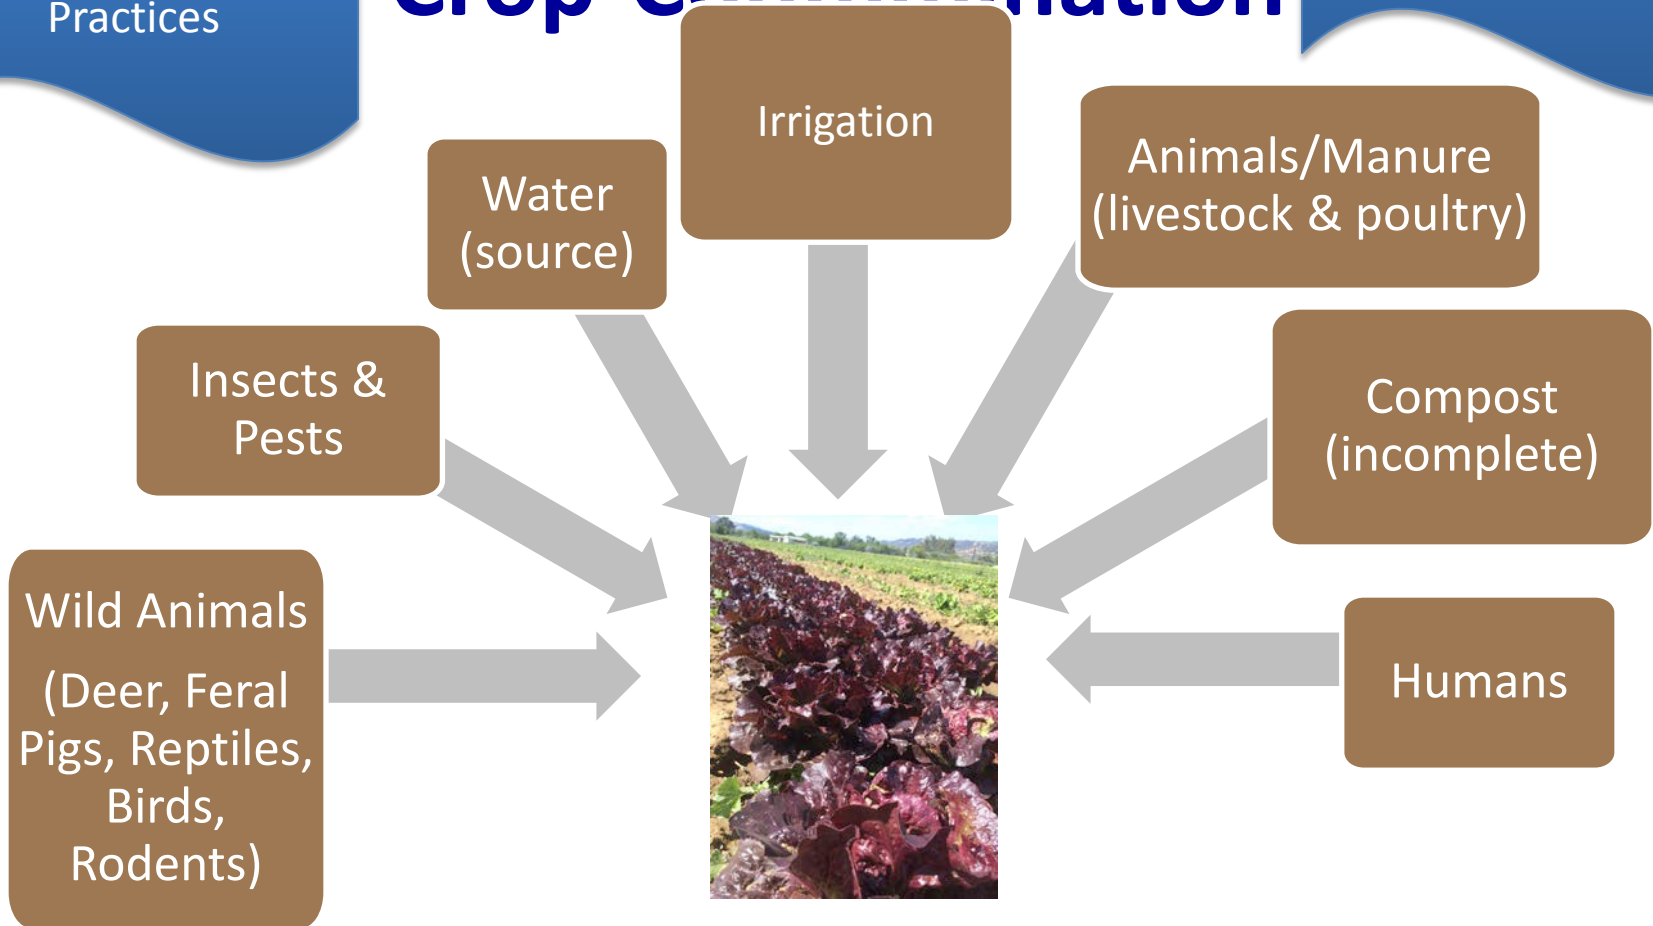 Practices
Crop
Irrigation
Animals/Manure
(livestock & poultry)
Water
(source)
Insects &
Pests
Compost
(incomplete)
Wild Animals
(Deer, Feral
Pigs, Reptiles,
Birds,
Rodents)
Humans